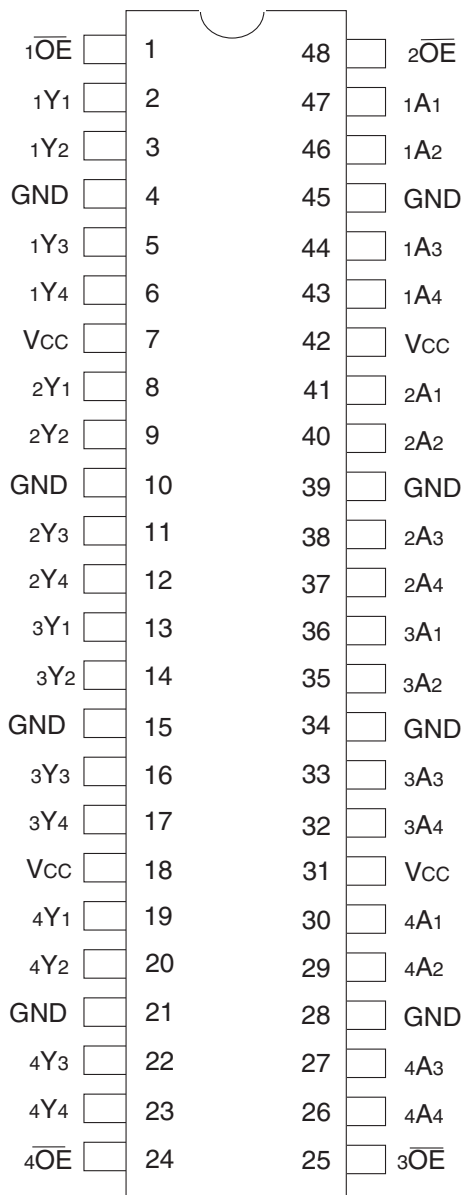 1O̅E̅ 1 48 2O̅E̅
1Y1 2 47 1A1
1Y2 3 46 1A2
GND 4 45 GND
1Y3 5 44 1A3
1Y4 6 43 1A4
VCC 7 42 VCC
2Y1 8 41 2A1
2Y2 9 40 2A2
GND 10 39 GND
2Y3 11 38 2A3
2Y4 12 37 2A4
3Y1 13 36 3A1
3Y2 14 35 3A2
GND 15 34 GND
3Y3 16 33 3A3
3Y4 17 32 3A4
VCC 18 31 VCC
4Y1 19 30 4A1
4Y2 20 29 4A2
GND 21 28 GND
4Y3 22 27 4A3
4Y4 23 26 4A4
4O̅E̅ 24 25 3O̅E̅